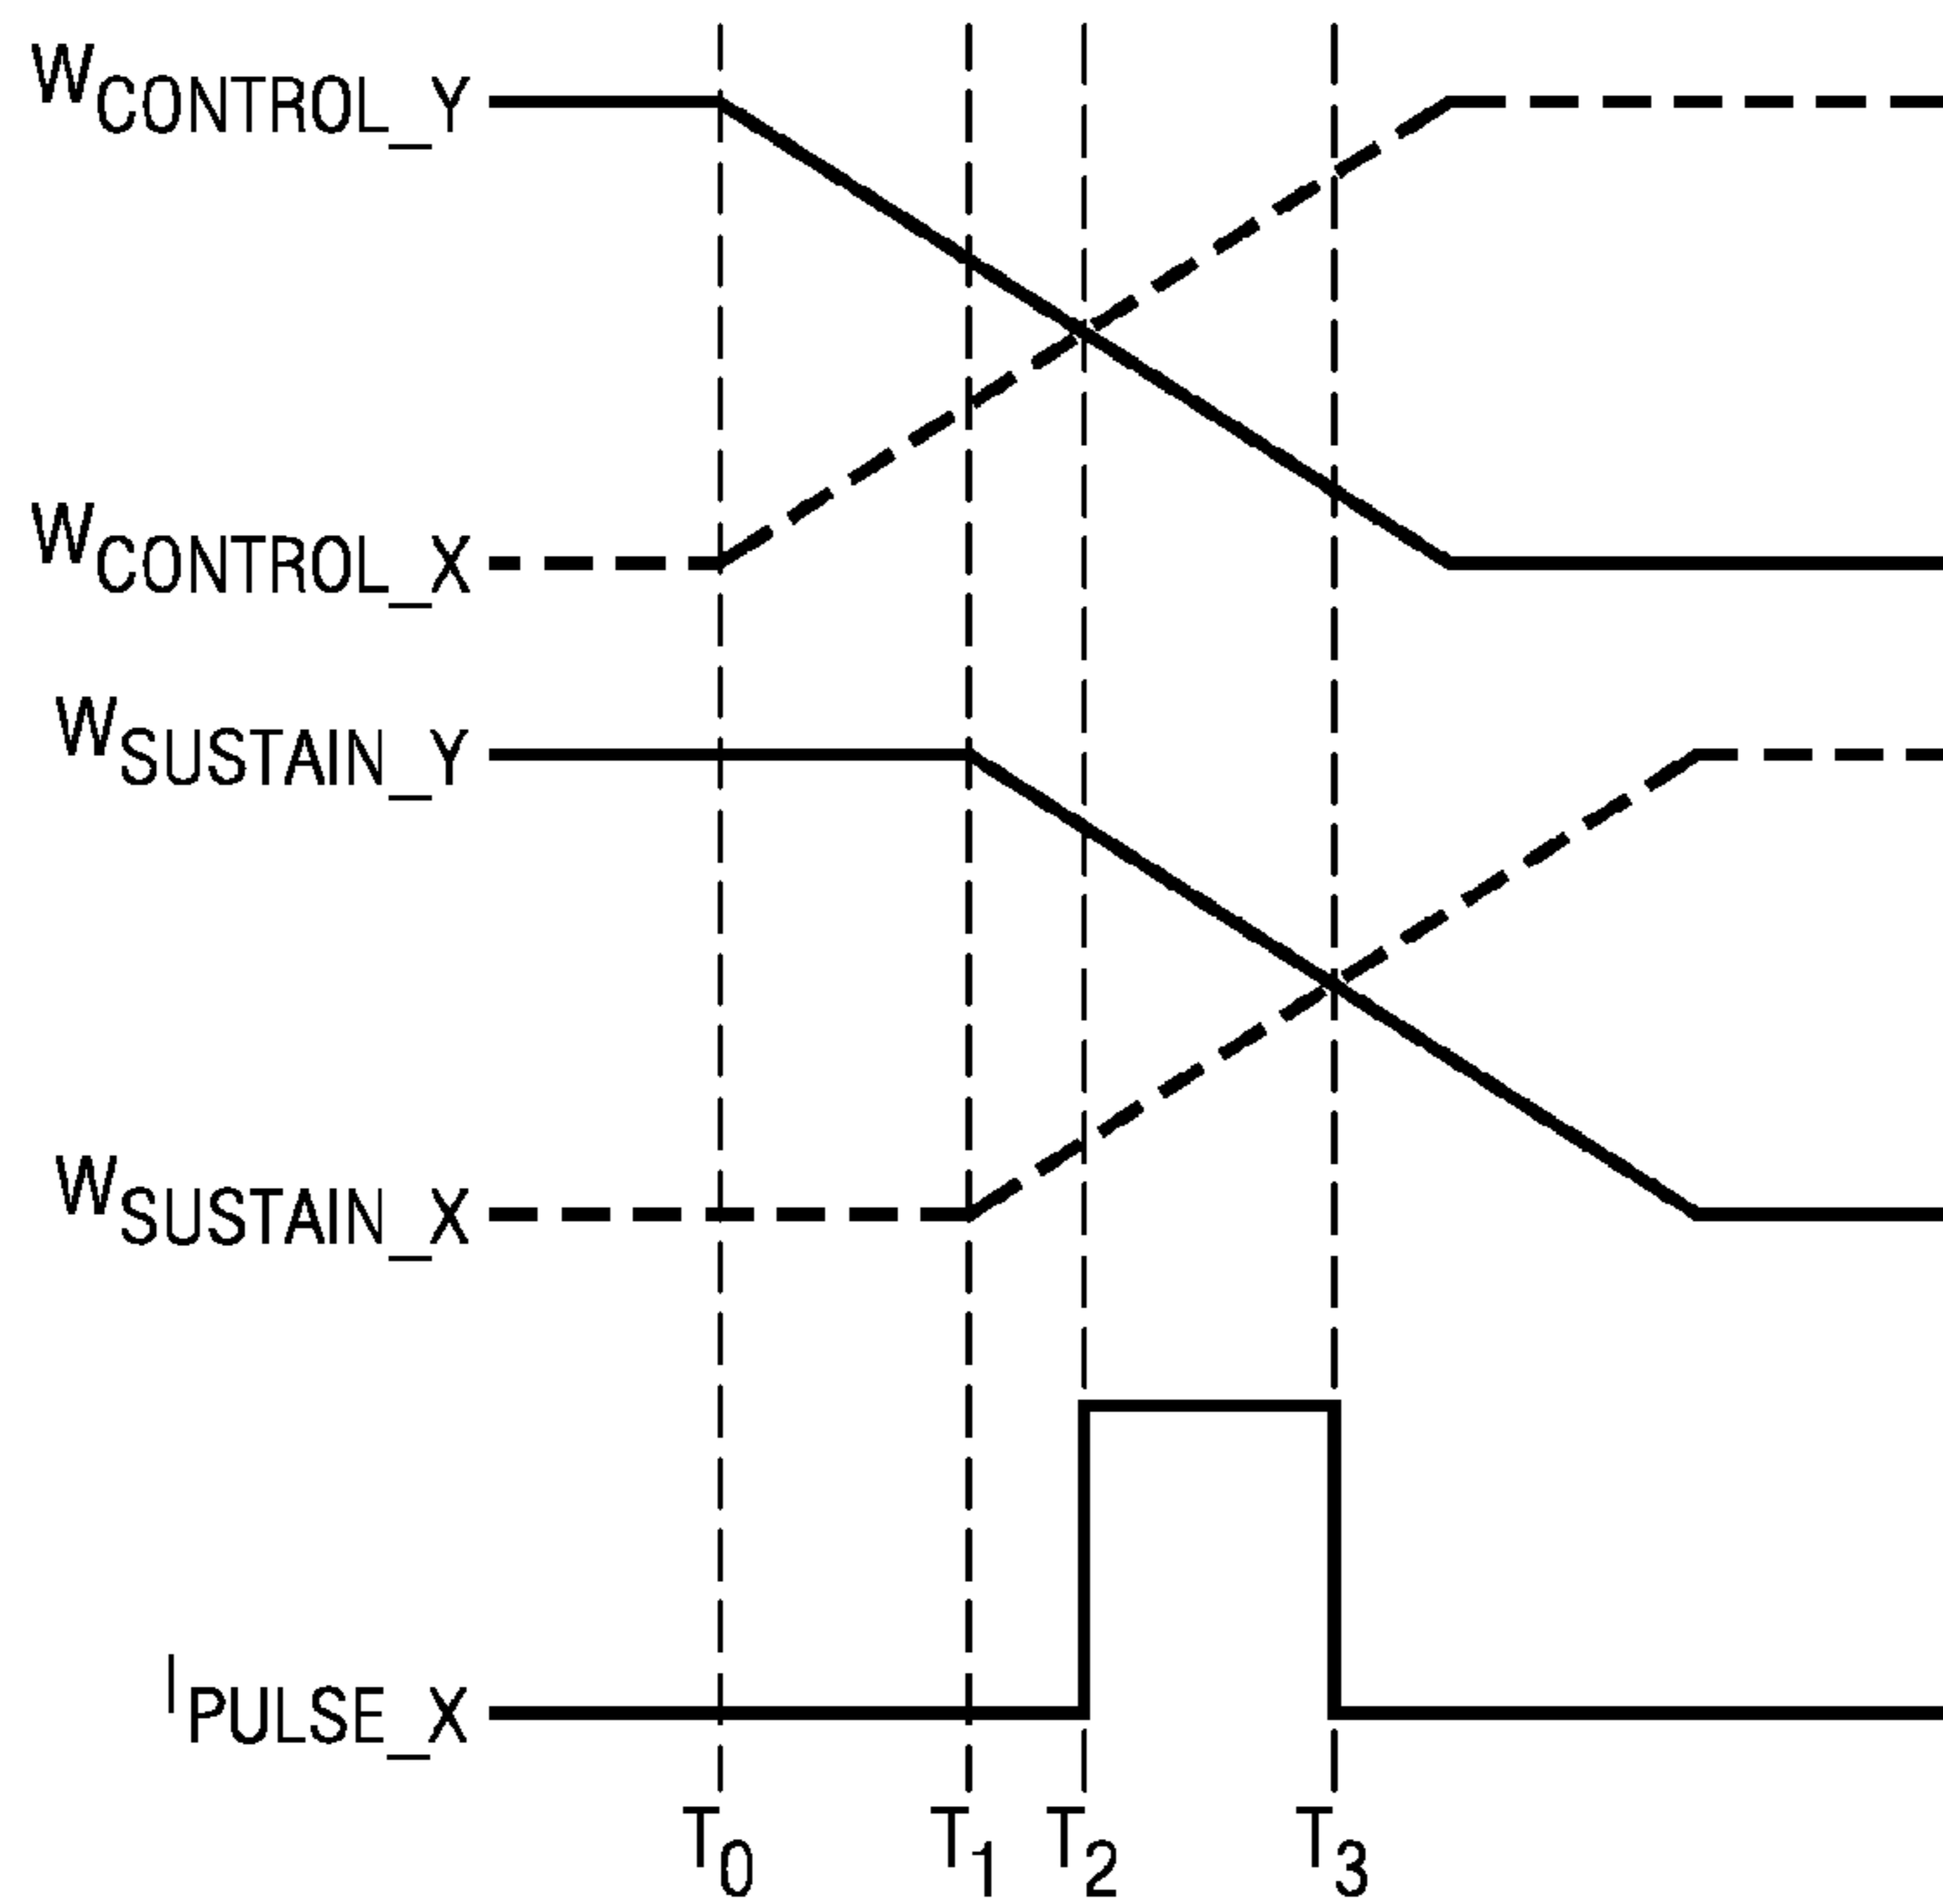 WCONTROL_Y
WCONTROL_X
WSUSTAIN_Y
WSUSTAIN_X
IPULSE_X
T0 T1 T2 T3